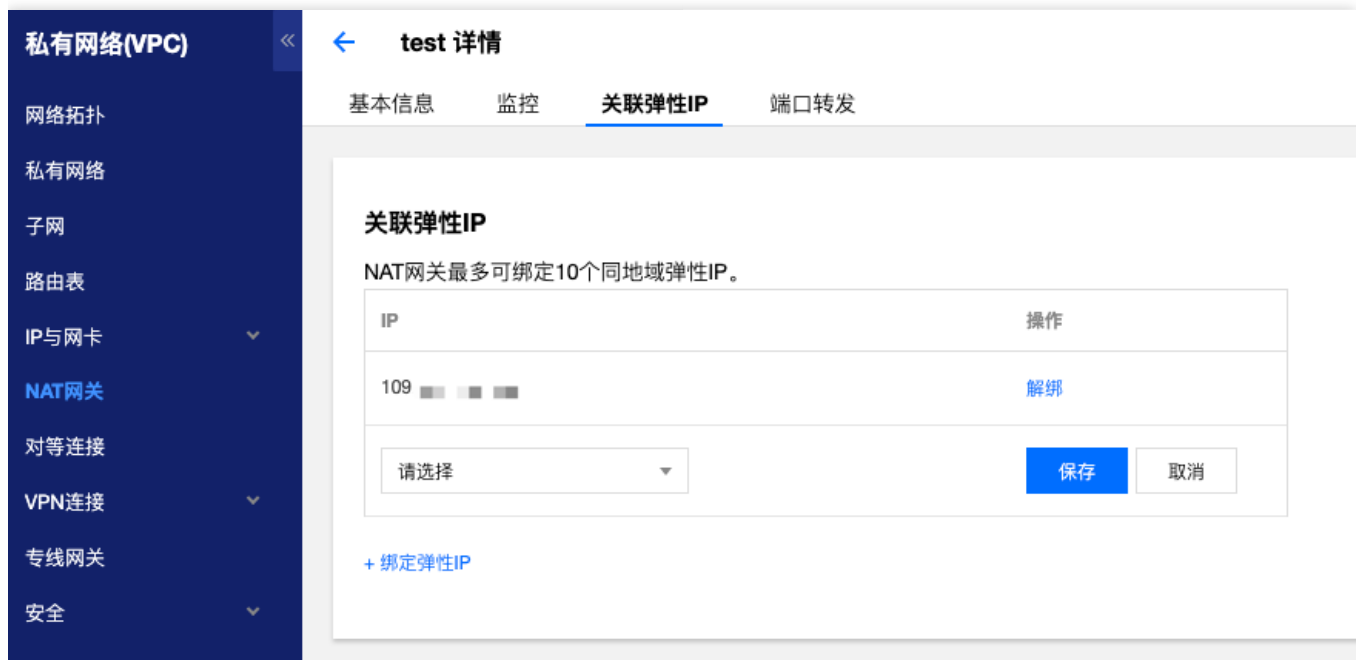 私有网络(VPC)
«
网络拓扑
私有网络
子网
路由表
IP与网卡
NAT网关
对等连接
VPN连接
专线网关
安全
← test 详情
基本信息 监控 关联弹性IP 端口转发
关联弹性IP
NAT网关最多可绑定10个同地域弹性IP。
IP 操作
109 解绑
请选择 保存 取消
+ 绑定弹性IP